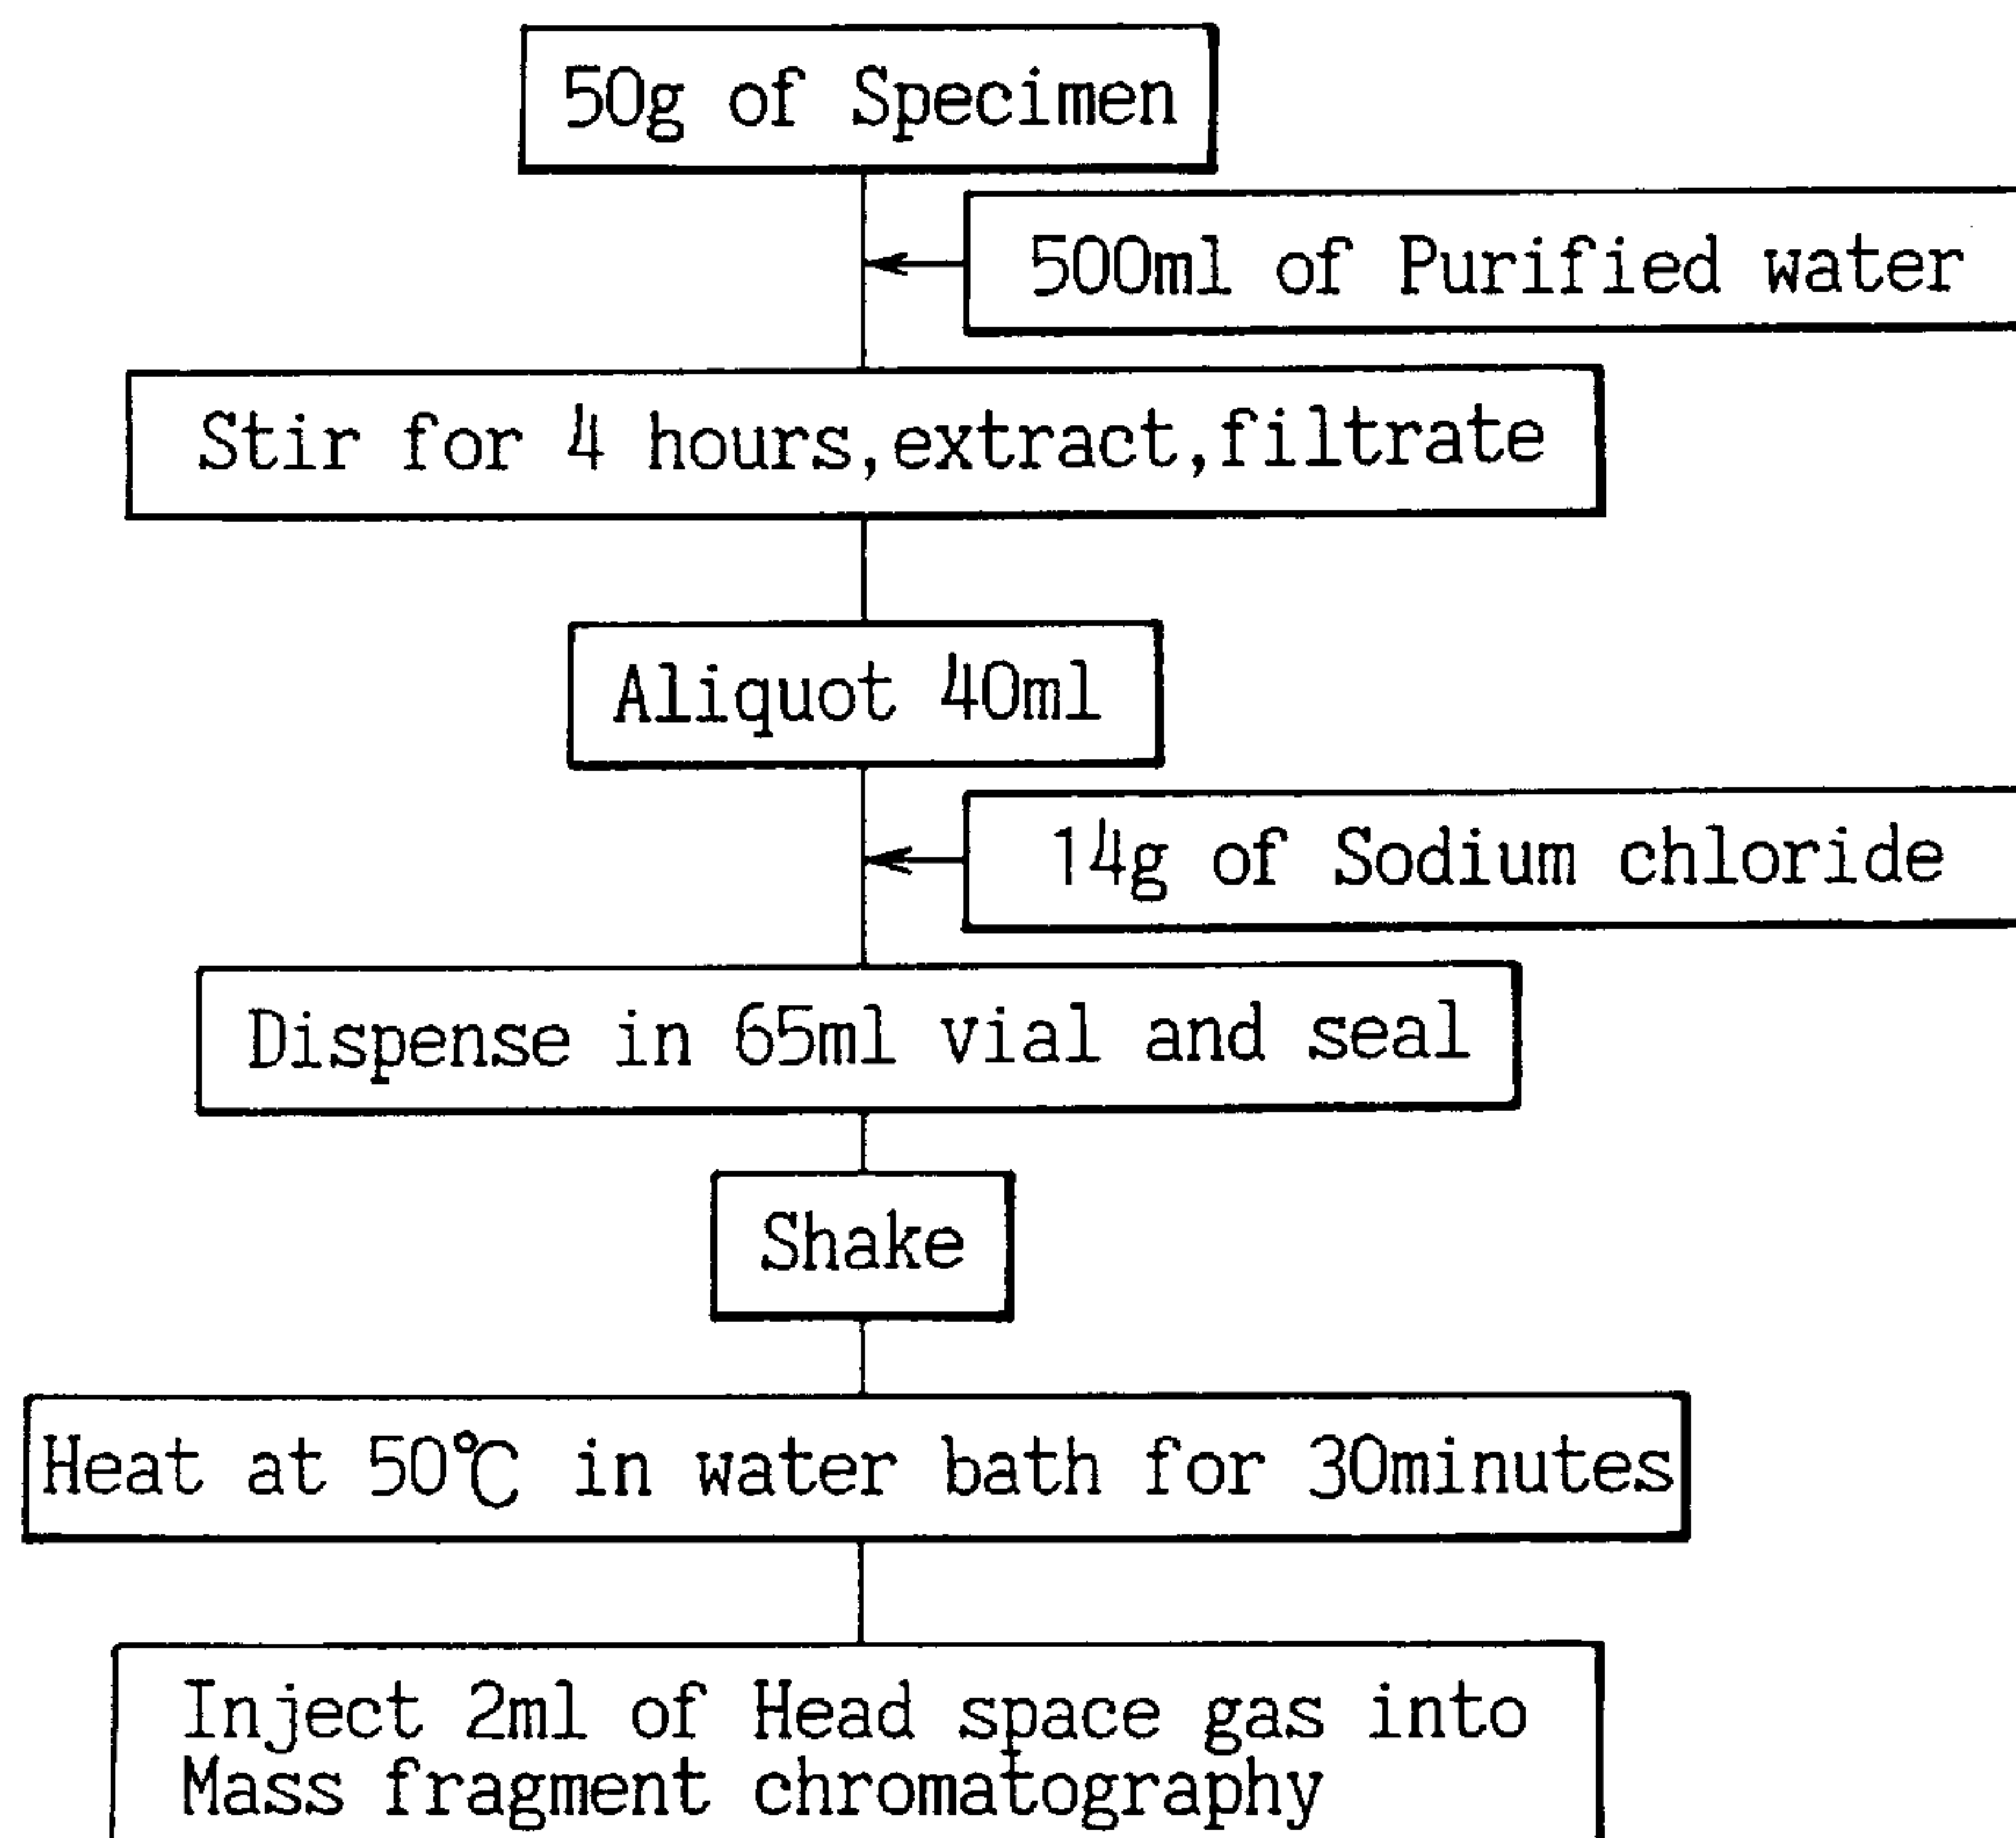 50g of Specimen
500ml of Purified water
Stir for 4 hours,extract,filtrate
Aliquot 40ml
14g of Sodium chloride
Dispense in 65ml vial and seal
Shake
Heat at 50℃ in water bath for 30minutes
Inject 2ml of Head space gas into
Mass fragment chromatography